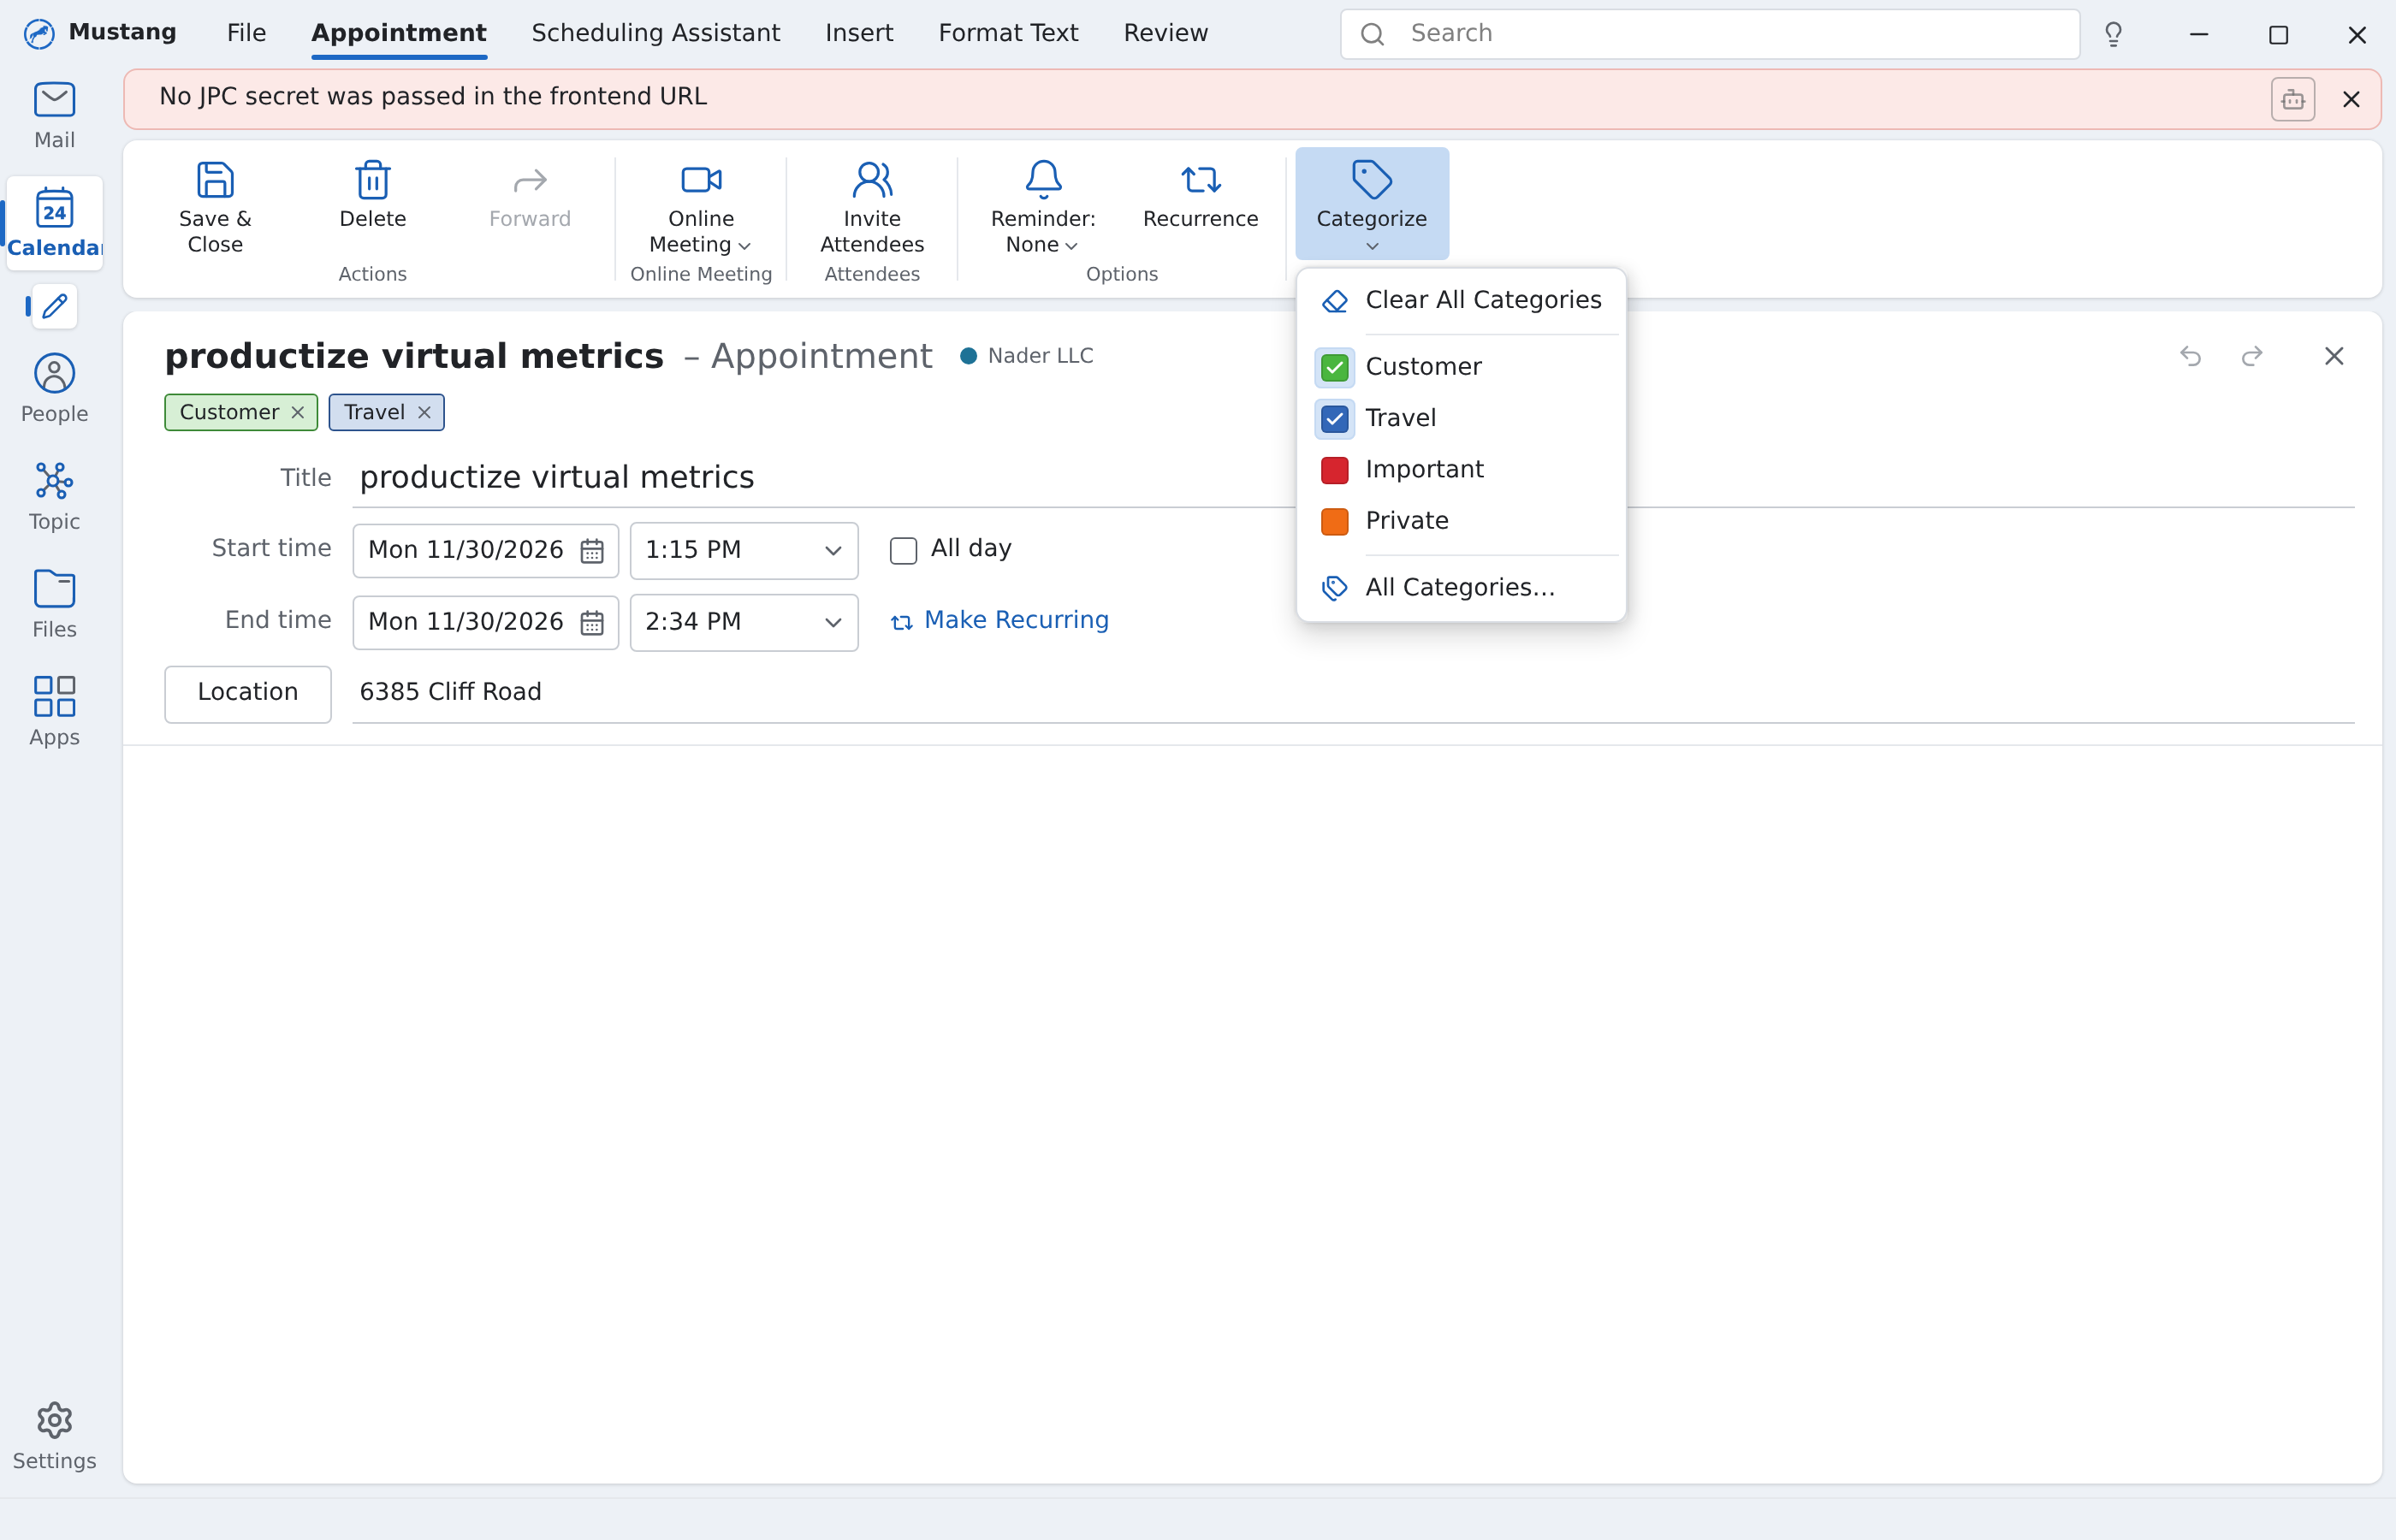 Mustang File Appointment Scheduling Assistant Insert Format Text Review Search
No JPC secret was passed in the frontend URL
Mail
24
Calendar
People
Topic
Files
Apps
Settings
Save &
Close
Delete
Forward
Actions
Online
Meeting
Online Meeting
Invite
Attendees
Attendees
Reminder:
None
Recurrence
Options
Categorize
Clear All Categories
Customer
Travel
Important
Private
All Categories...
productize virtual metrics – Appointment Nader LLC
Customer Travel
Title productize virtual metrics
Start time Mon 11/30/2026 1:15 PM All day
End time Mon 11/30/2026 2:34 PM Make Recurring
Location 6385 Cliff Road